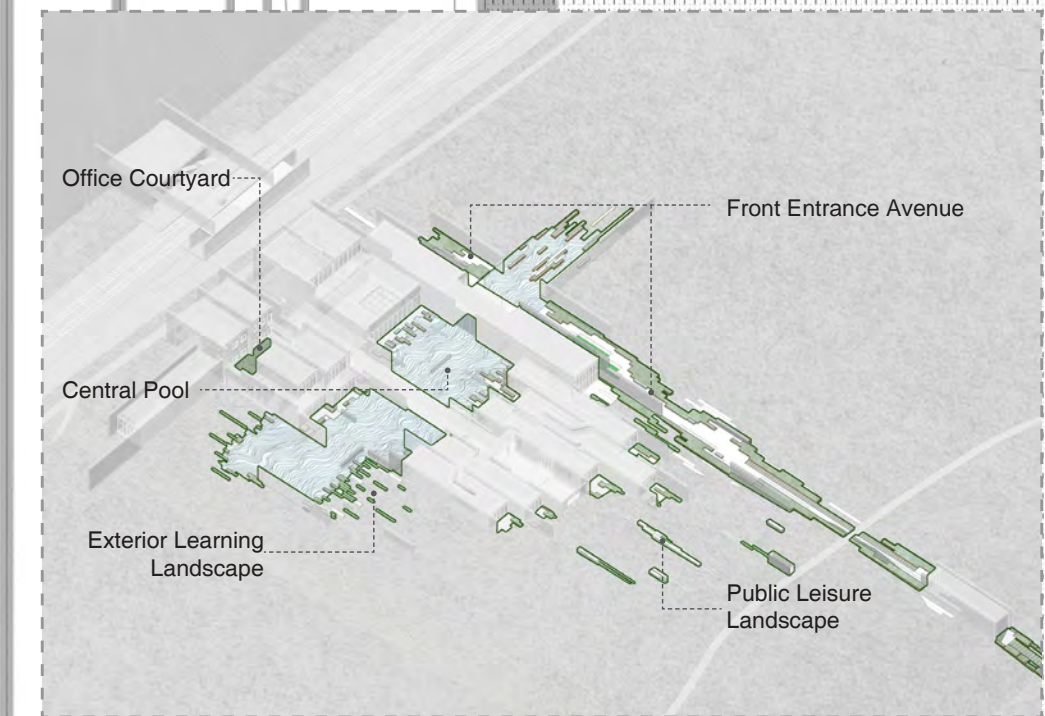 Office Courtyard
Front Entrance Avenue
Central Pool
Exterior Learning
Landscape
Public Leisure
Landscape